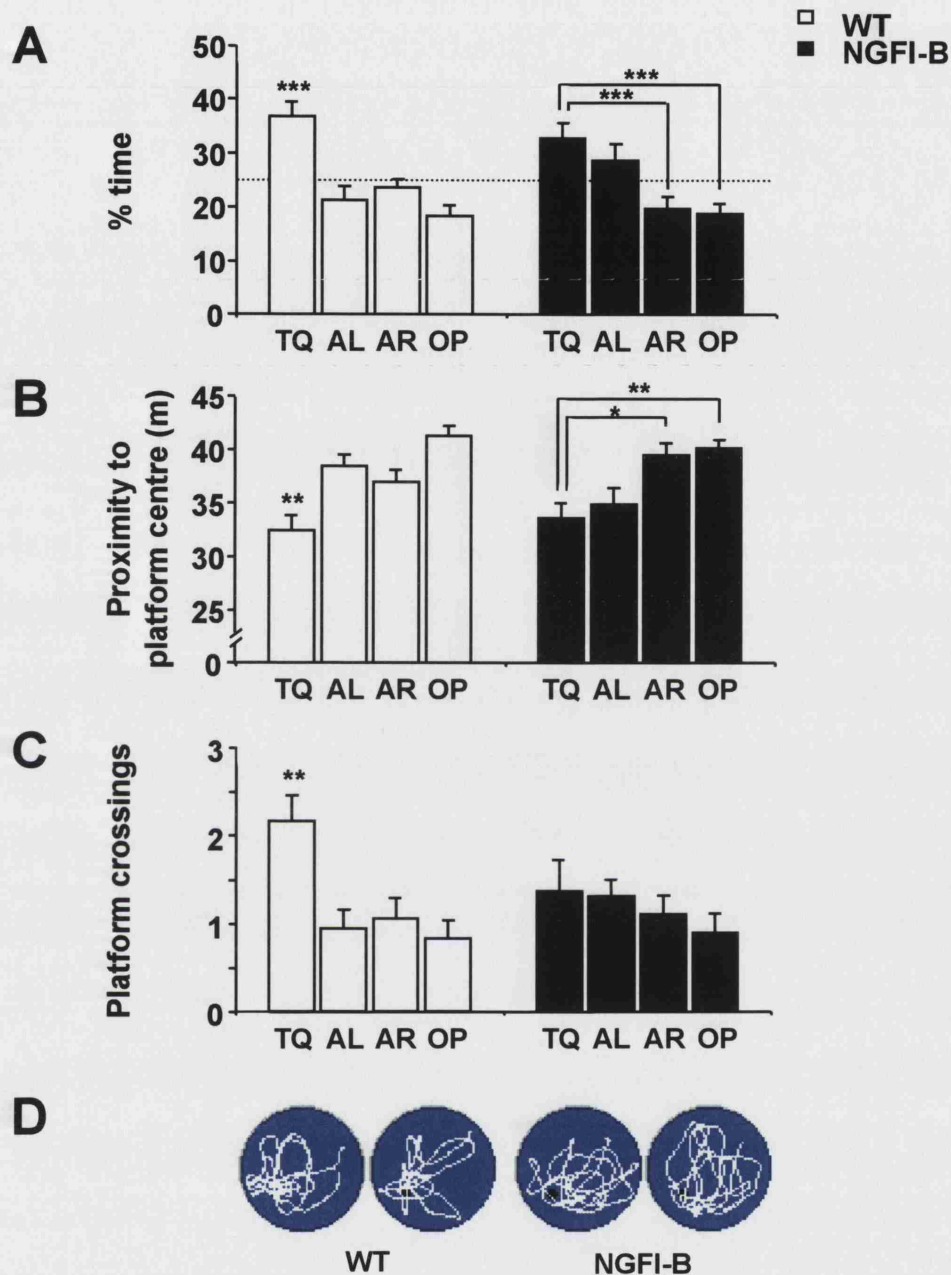 WT
NGFI-B
A
50
40
30
20
10
0
% time
***
***
***
TQ AL AR OP
TQ AL AR OP
B
45
40
35
30
25
0
Proximity to
platform centre (m)
**
**
*
TQ AL AR OP
TQ AL AR OP
C
3
2
1
0
Platform crossings
**
TQ AL AR OP
TQ AL AR OP
D
WT
NGFI-B